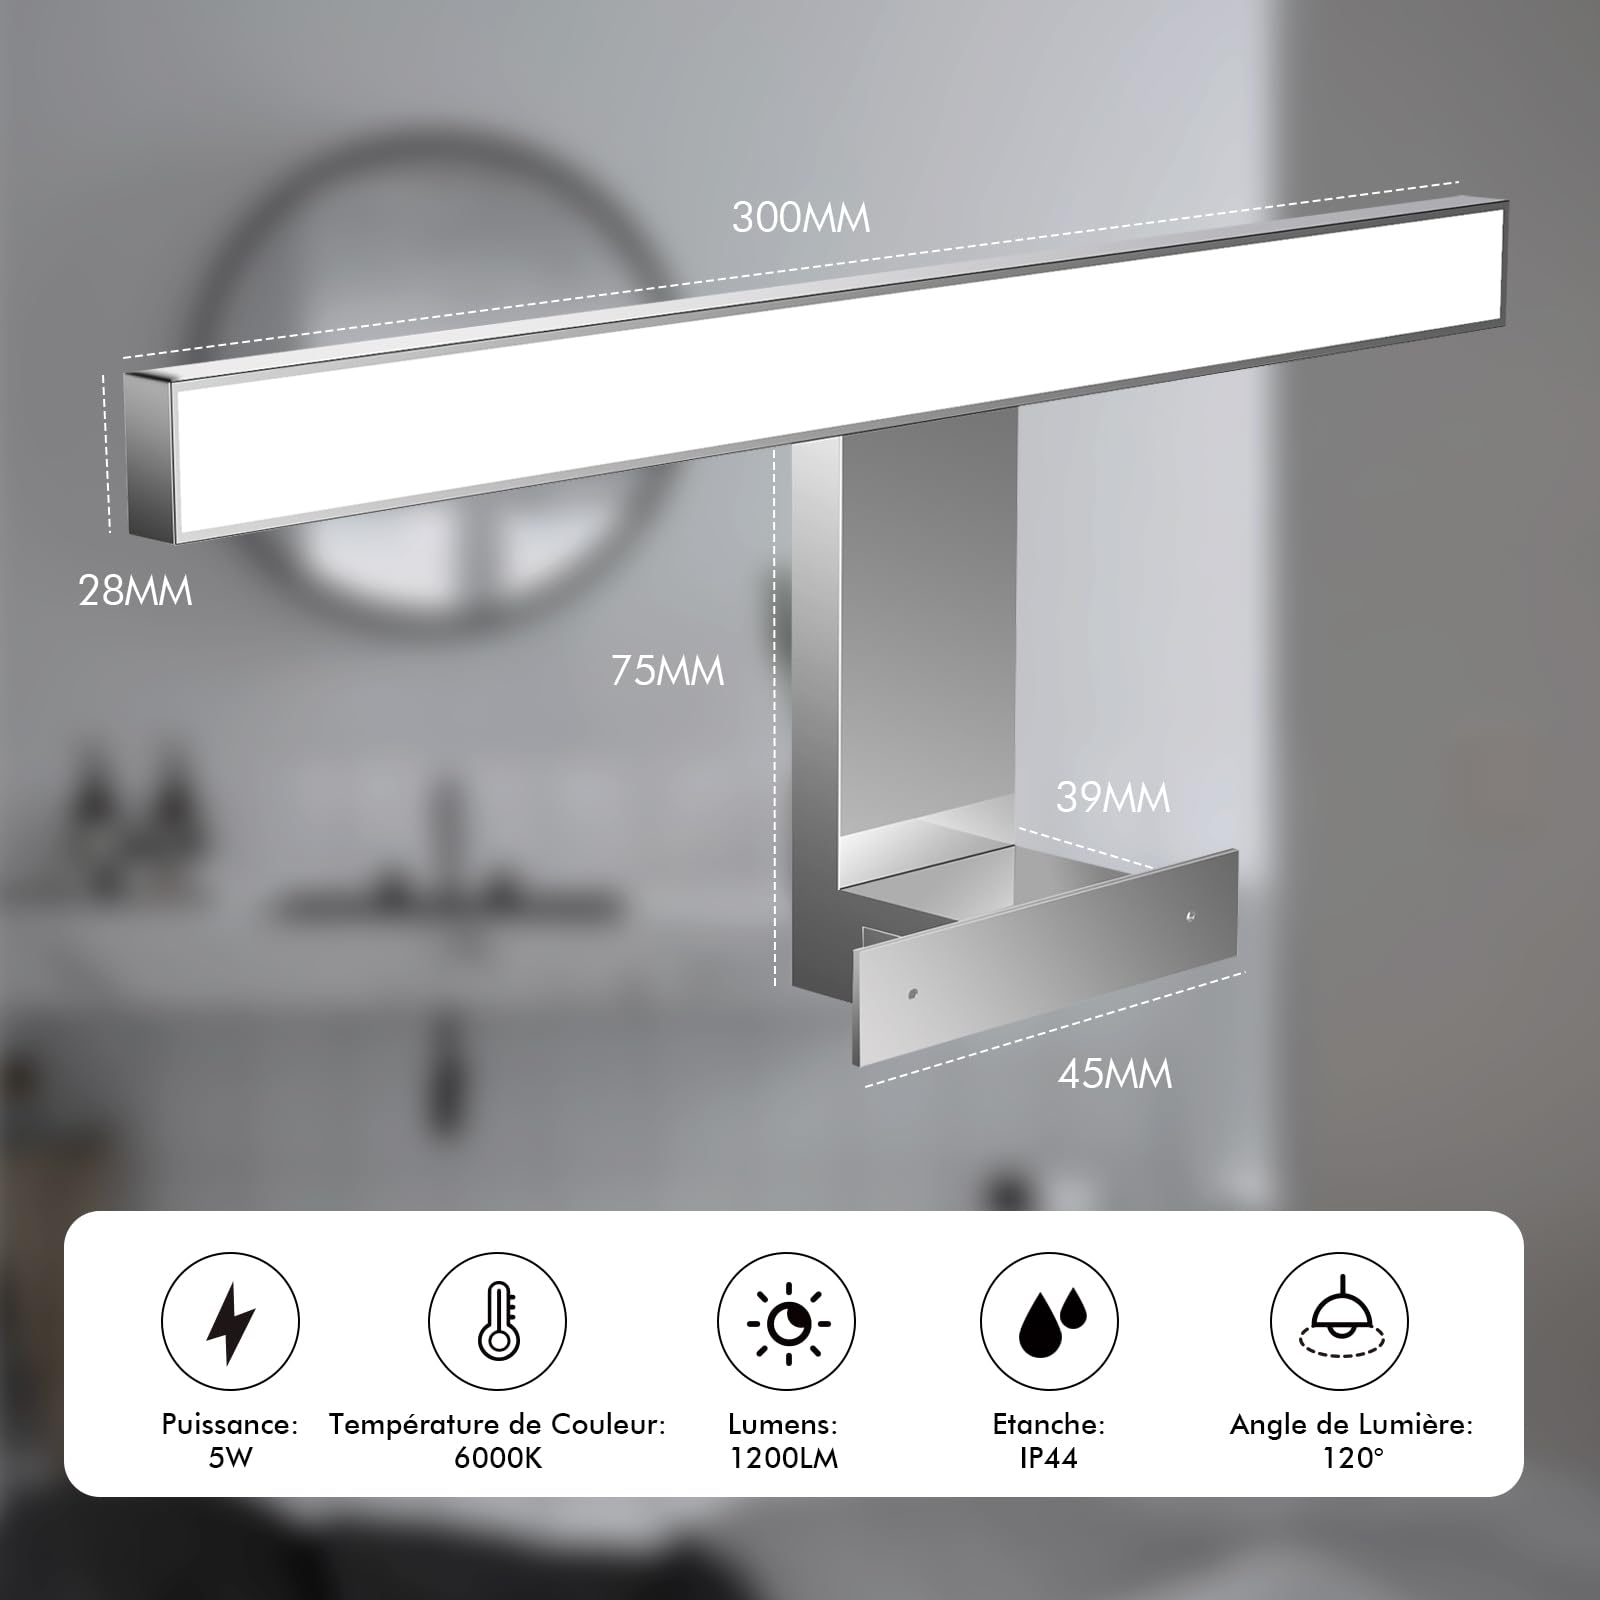 300MM
28MM
75MM
39MM
45MM
Puissance:
5W
Température de Couleur:
6000K
Lumens:
1200LM
Etanche:
IP44
Angle de Lumière:
120°